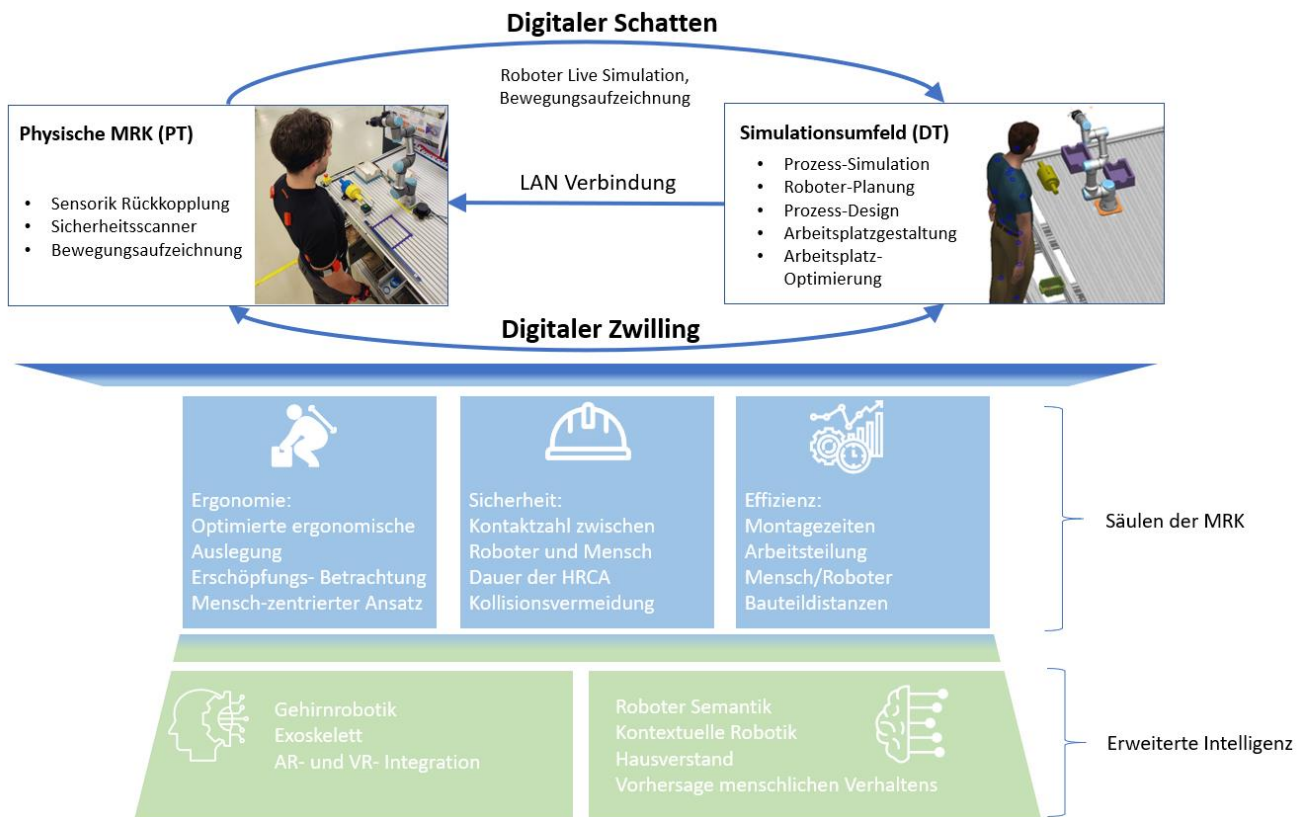 Digitaler Schatten
Roboter Live Simulation,
Bewegungsaufzeichnung
Physische MRK (PT)
• Sensorik Rückkopplung
• Sicherheitsscanner
• Bewegungsaufzeichnung
LAN Verbindung
Simulationsumfeld (DT)
• Prozess-Simulation
• Roboter-Planung
• Prozess-Design
• Arbeitsplatzgestaltung
• Arbeitsplatz-
Optimierung
Digitaler Zwilling
Ergonomie:
Optimierte ergonomische
Auslegung
Erschöpfungs- Betrachtung
Mensch-zentrierter Ansatz
Sicherheit:
Kontaktzahl zwischen
Roboter und Mensch
Dauer der HRCA
Kollisionsvermeidung
Effizienz:
Montagezeiten
Arbeitsteilung
Mensch/Roboter
Bauteildistanzen
Säulen der MRK
Gehirnrobotik
Exoskelett
AR- und VR- Integration
Roboter Semantik
Kontextuelle Robotik
Hausverstand
Vorhersage menschlichen Verhaltens
Erweiterte Intelligenz